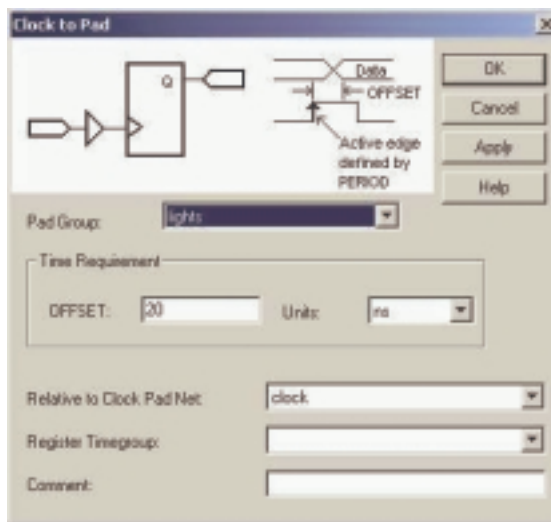 Clock to Pad
Q
Data
OFFSET
Active edge
defined by
PERIOD
OK
Cancel
Apply
Help
Pad Group:
lights
Time Requirement
OFFSET:
20
Units:
ns
Relative to Clock Pad Net:
clock
Register Timegroup:
Comment: